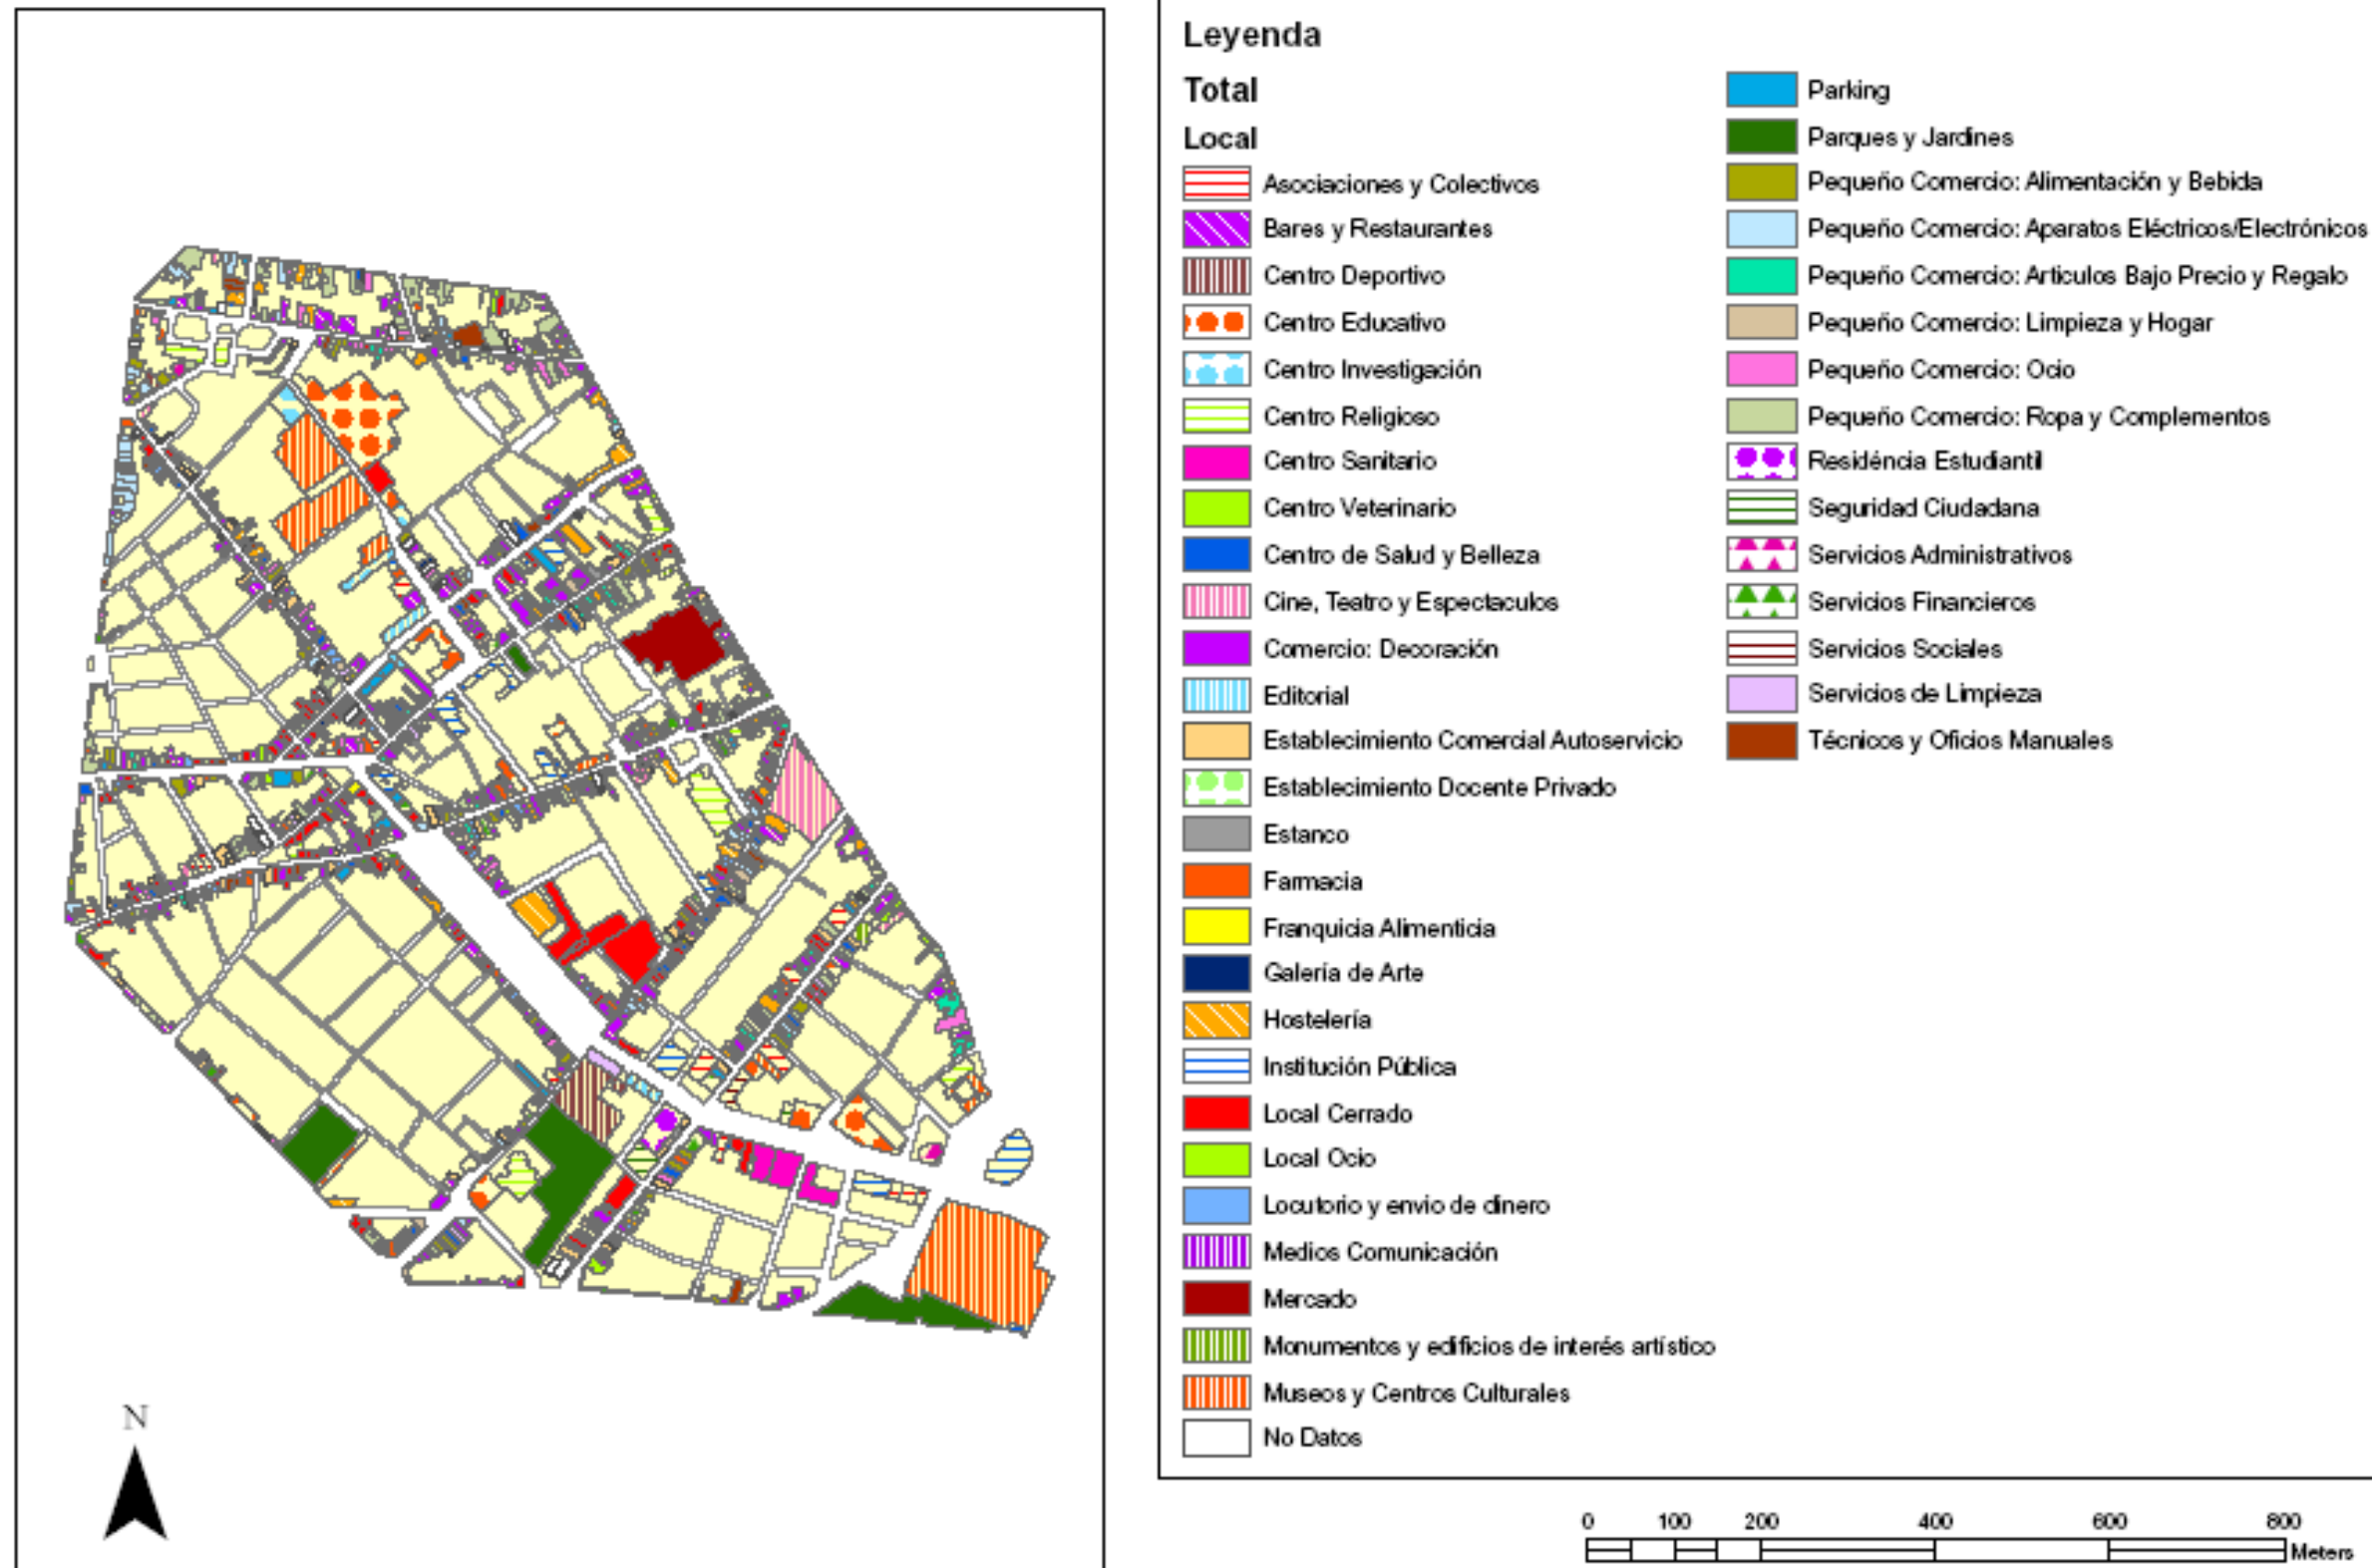 Leyenda
Total
Local
Asociaciones y Colectivos
Bares y Restaurantes
Centro Deportivo
Centro Educativo
Centro Investigación
Centro Religioso
Centro Sanitario
Centro Veterinario
Centro de Salud y Belleza
Cine, Teatro y Espectaculos
Comercio: Decoración
Editorial
Establecimiento Comercial Autoservicio
Establecimiento Docente Privado
Estanco
Farmacia
Franquicia Alimenticia
Galería de Arte
Hostelería
Institución Pública
Local Cerrado
Local Ocio
Locutorio y envio de dinero
Medios Comunicación
Mercado
Monumentos y edificios de interés artístico
Museos y Centros Culturales
No Datos
Parking
Parques y Jardines
Pequeño Comercio: Alimentación y Bebida
Pequeño Comercio: Aparatos Eléctricos/Electrónicos
Pequeño Comercio: Articulos Bajo Precio y Regalo
Pequeño Comercio: Limpieza y Hogar
Pequeño Comercio: Ocio
Pequeño Comercio: Ropa y Complementos
Residéncia Estudiantil
Seguridad Ciudadana
Servicios Administrativos
Servicios Financieros
Servicios Sociales
Servicios de Limpieza
Técnicos y Oficios Manuales
N
0 100 200 400 600 800
Meters